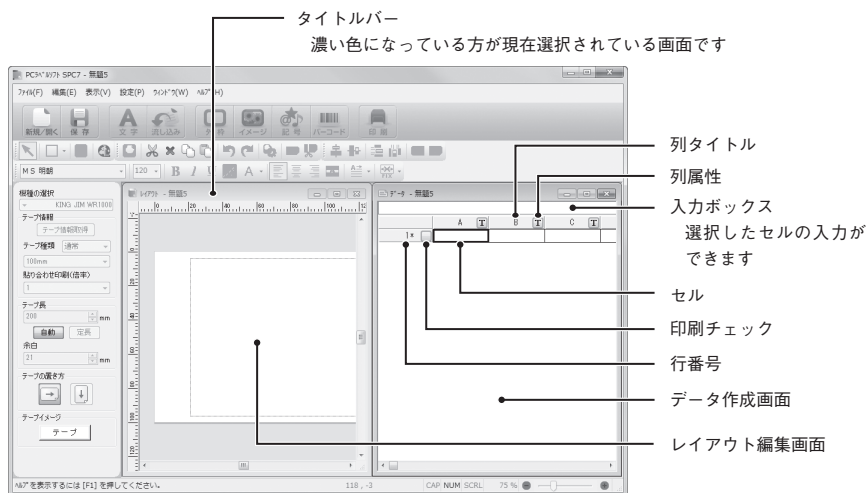 タイトルバー
濃い色になっている方が現在選択されている画面です
PCラベルソフト SPC7 - 無題5
ファイル(F) 編集(E) 表示(V) 設定(P) ウインドウ(W) ヘルプ(H)
新規/開く 保存 文字 流し込み 外枠 イメージ 記号 バーコード 印刷
MS 明朝 120 B I U A
機種の選択
KING JIM WR1000
テープ情報
テープ情報取得
テープ種類 通常
100mm
貼り合わせ印刷(倍率)
1
テープ長
200 mm
自動 定長
余白
21 mm
テープの置き方
テープイメージ
テープ
レイアウト - 無題5
0 20 40 60 80 100
データ - 無題5
A T B T C T
1×
列タイトル
列属性
入力ボックス
選択したセルの入力が
できます
セル
印刷チェック
行番号
データ作成画面
レイアウト編集画面
ヘルプを表示するには [F1] を押してください。 118 , -3 CAP NUM SCRL 75 %